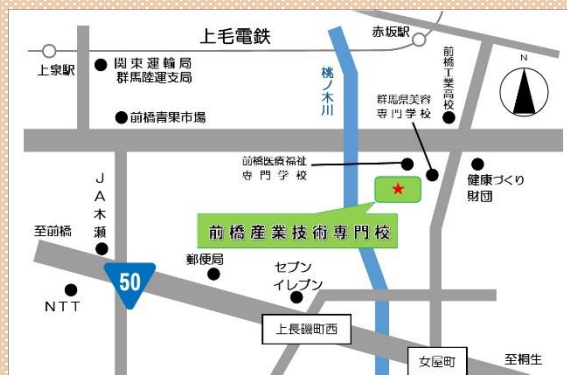 上毛電鉄
赤坂駅
上泉駅
関東運輸局
群馬陸運支局
前橋青果市場
桃ノ木川
前橋工業高校
N
群馬県美容
専門学校
前橋医療福祉
専門学校
健康づくり
財団
JA木瀬
至前橋
前橋産業技術専門校
50
郵便局
セブン
イレブン
NTT
上長磯町西
女屋町
至桐生